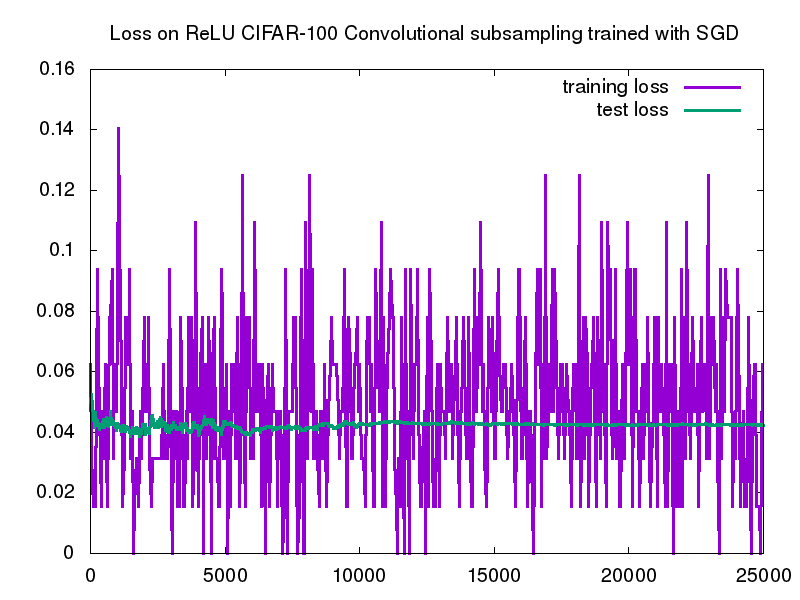 Loss on ReLU CIFAR-100 Convolutional subsampling trained with SGD
0.16
training loss
test loss
0.14
0.12
0.1
0.08
0.06
0.04
0.02
0
0 5000 10000 15000 20000 25000